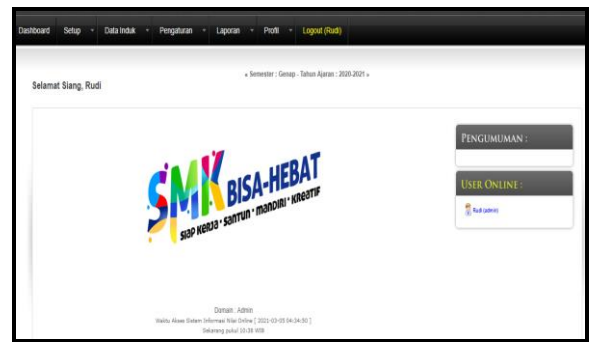 Dashboard Setup Data Induk Pengaturan Laporan Profil Logout (Rudi)
« Semester : Genap - Tahun Ajaran : 2020-2021 »
Selamat Siang, Rudi
PENGUMUMAN :
SMK BISA-HEBAT
SIAP KERJA • SANTUN • MANDIRI • KREATIF
USER ONLINE :
Rudi (admin)
Domain : Admin
Waktu Akses Sistem Informasi Nilai Online [ 2021-03-05 04:34:50 ]
Sekarang pukul 10:38 WIB